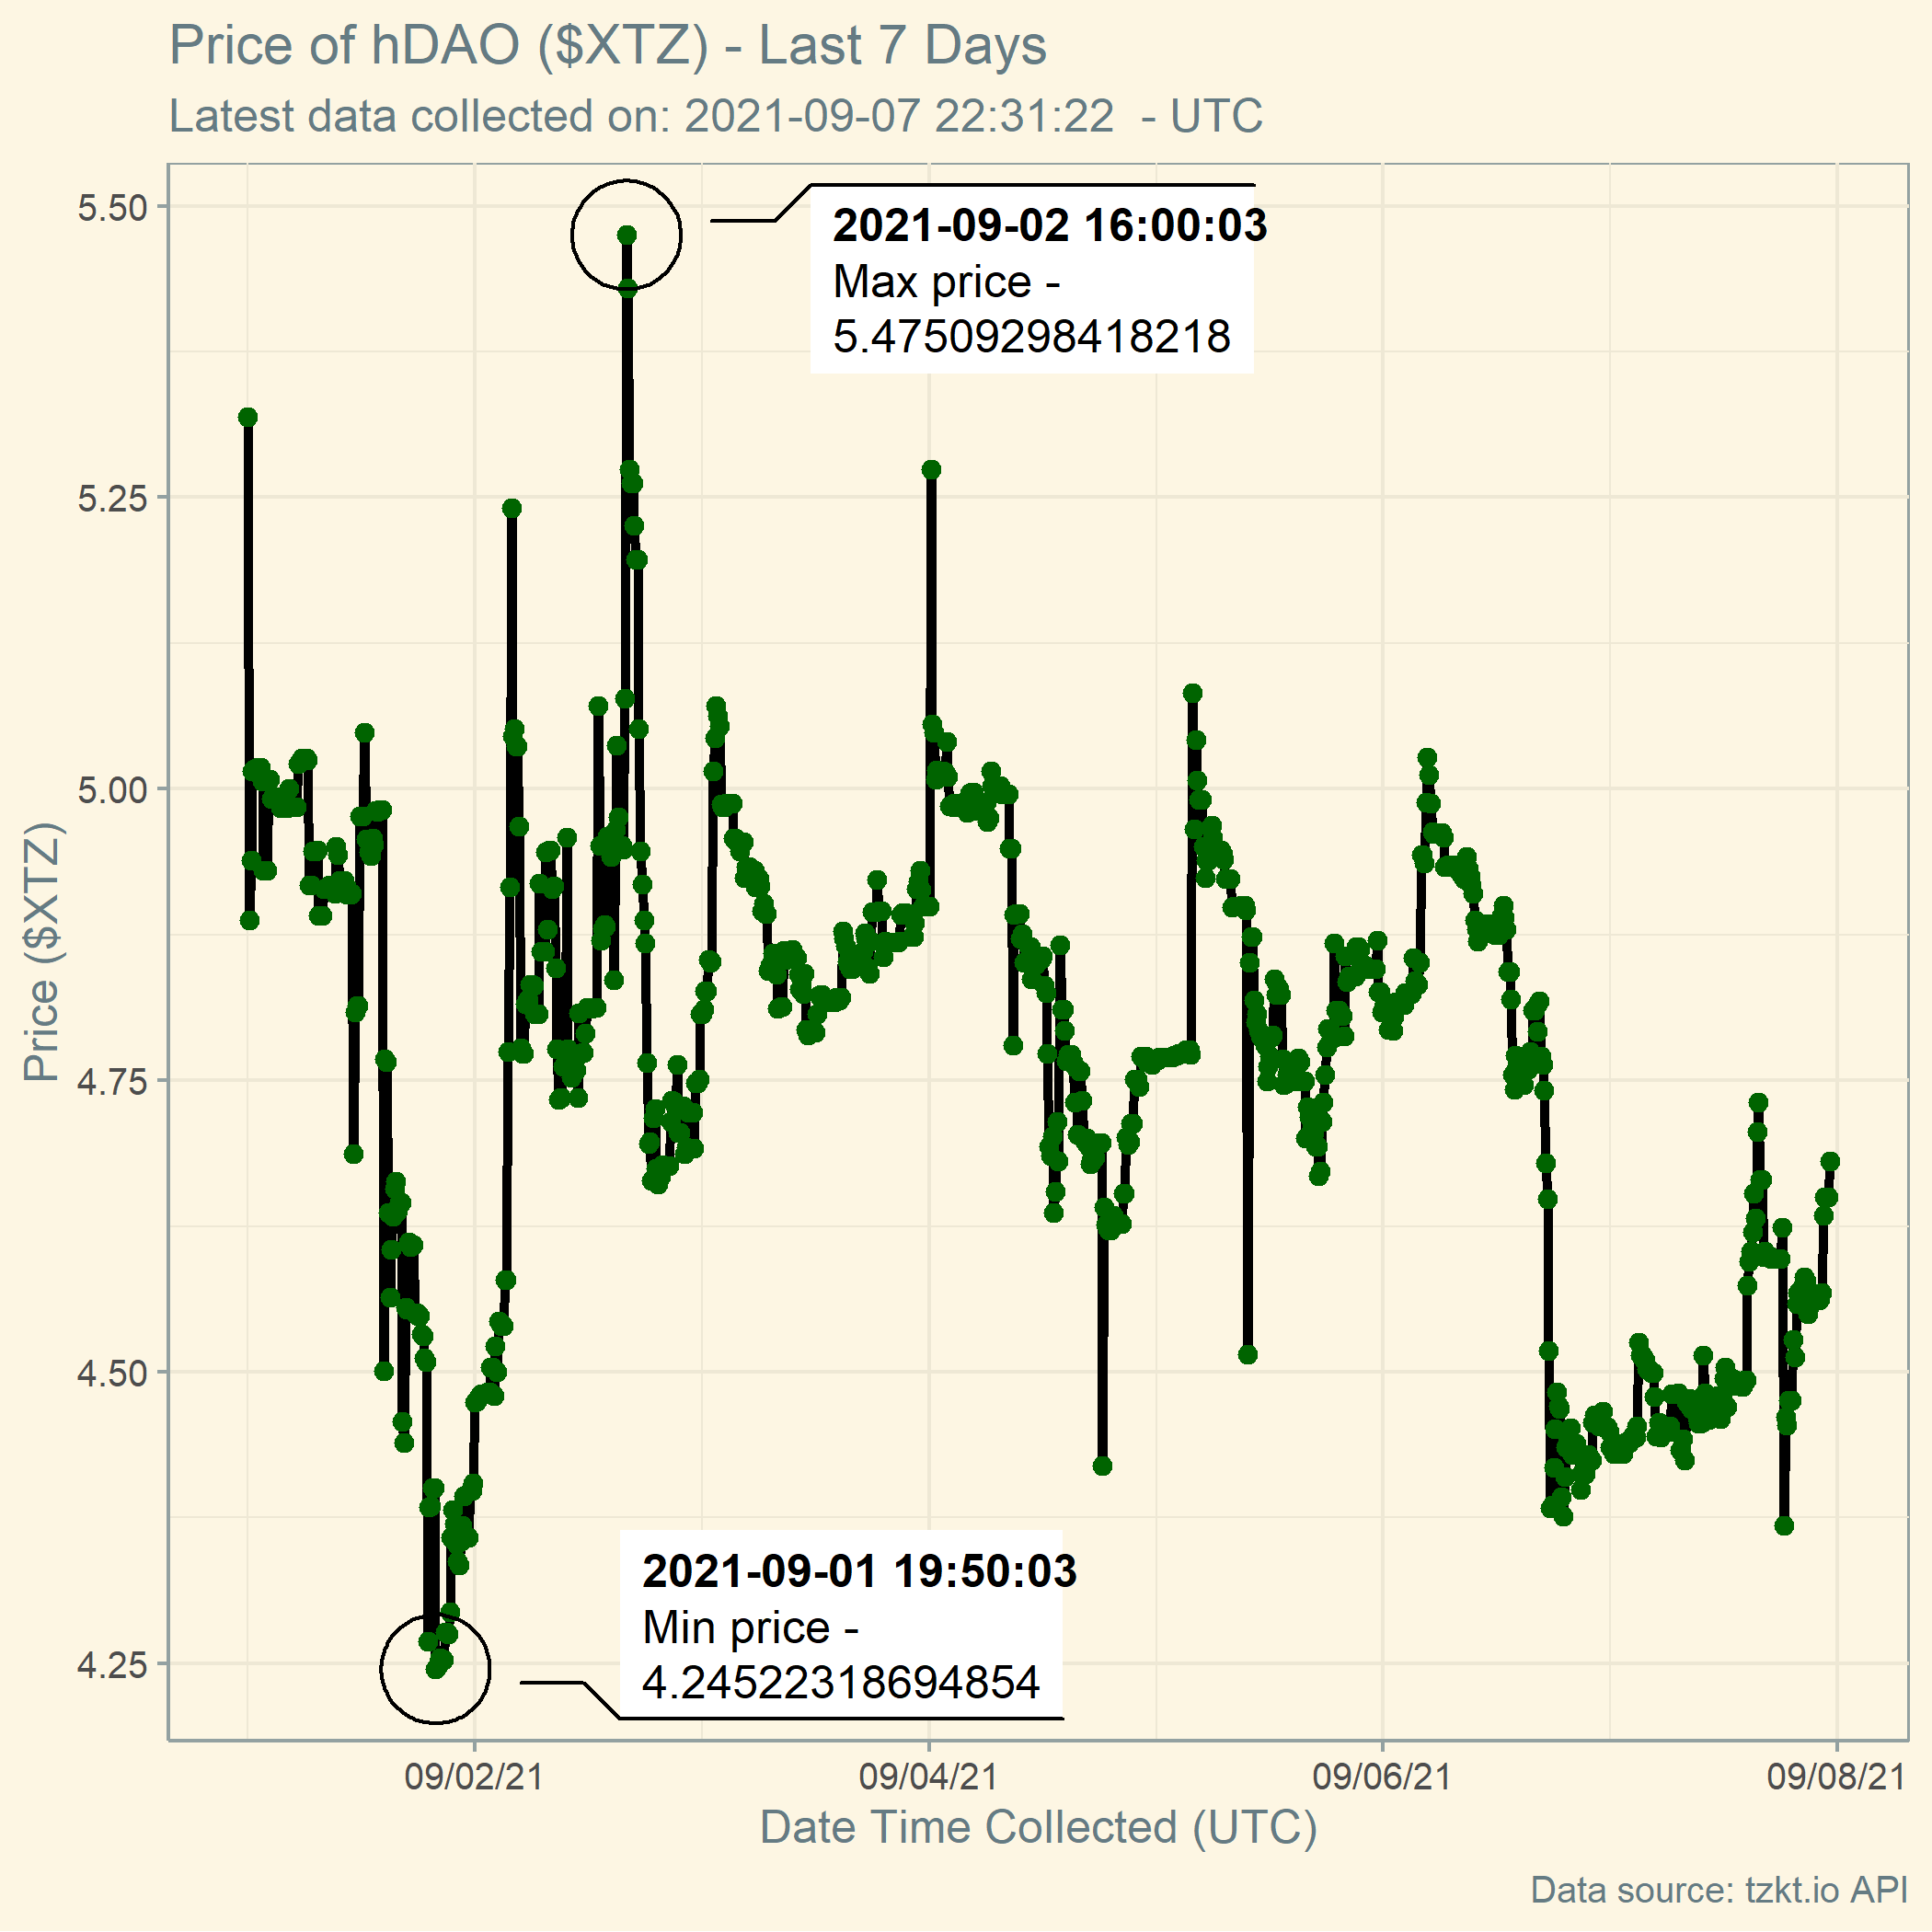 Price of hDAO ($XTZ) - Last 7 Days
Latest data collected on: 2021-09-07 22:31:22  - UTC
5.50
5.25
5.00
4.75
4.50
4.25
Price ($XTZ)
2021-09-02 16:00:03
Max price -
5.47509298418218
2021-09-01 19:50:03
Min price -
4.24522318694854
09/02/21
09/04/21
09/06/21
09/08/21
Date Time Collected (UTC)
Data source: tzkt.io API